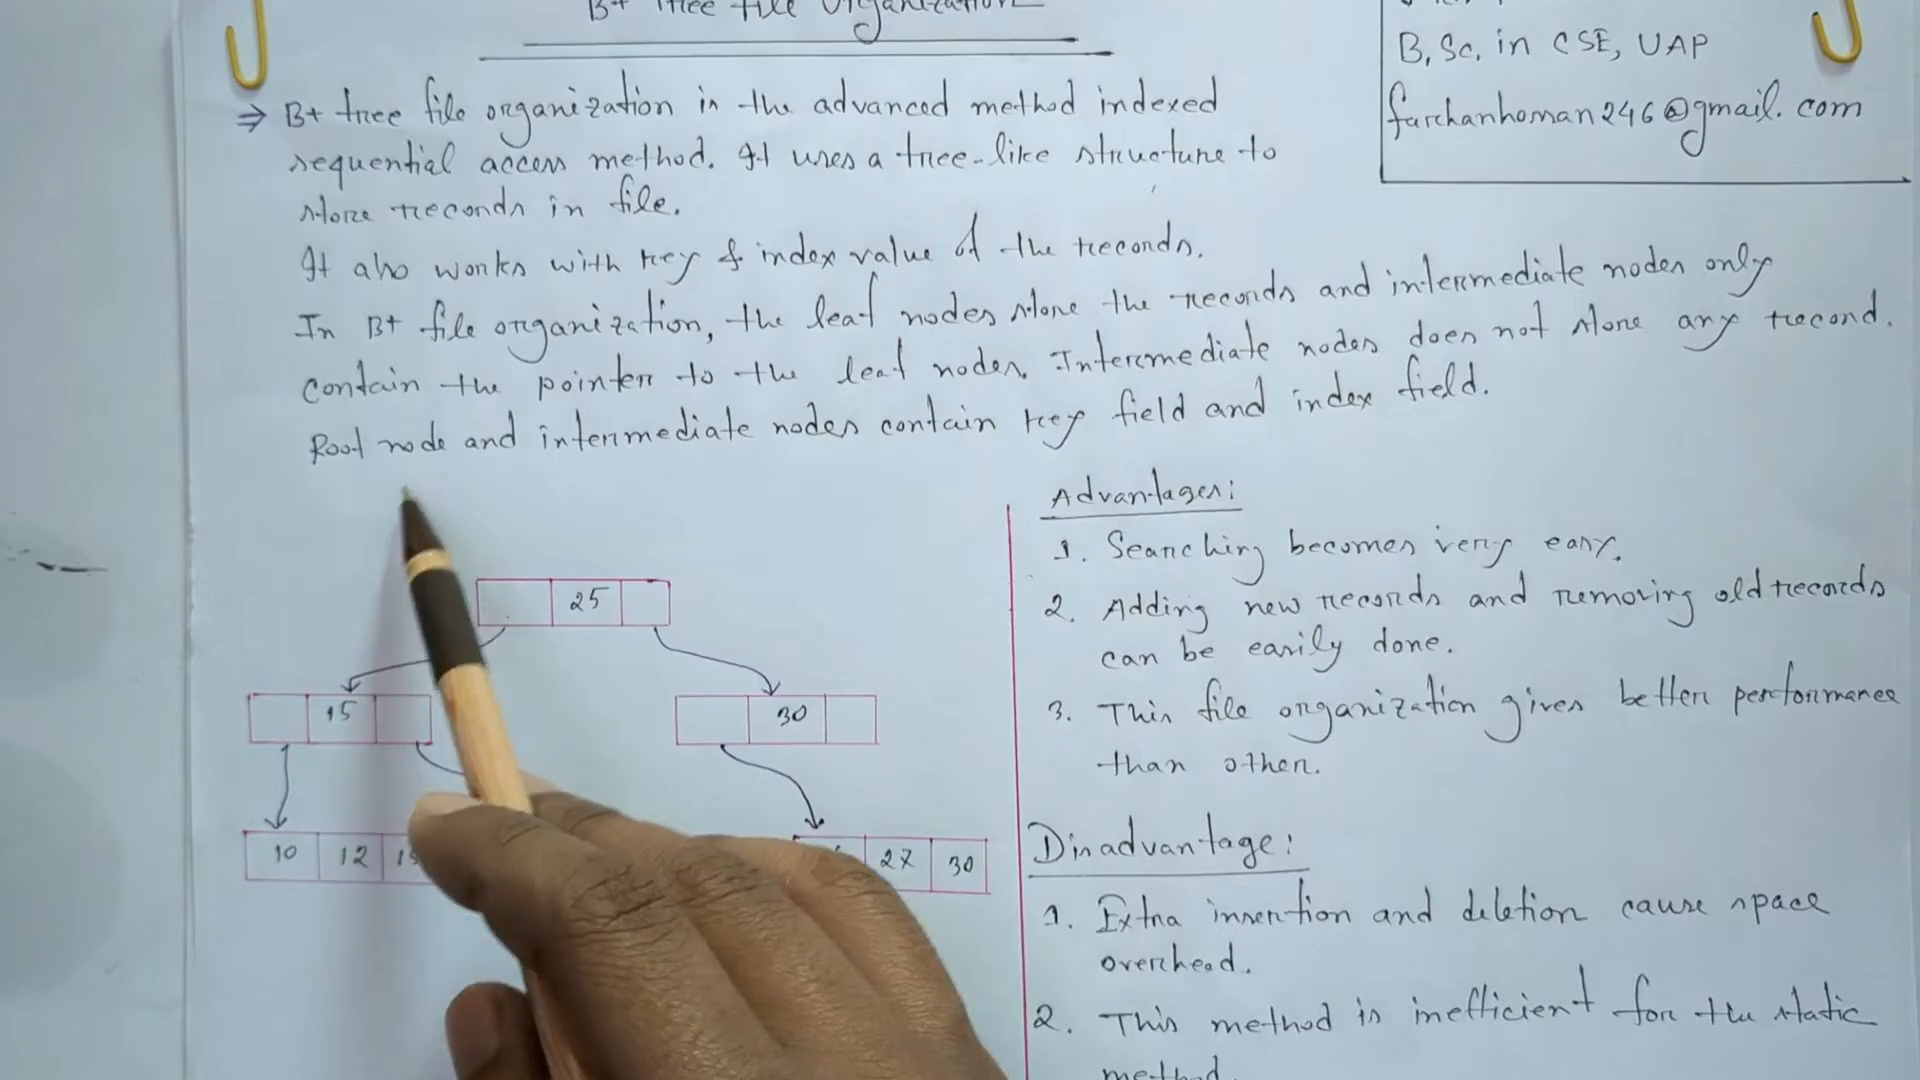 B+ Tree File Organization
B. Sc. in CSE, UAP
farhanhoman246@gmail.com
⇒ B+ tree file organization is the advanced method indexed
sequential access method. It uses a tree-like structure to
store records in file.
It also works with key & index value of the records.
In B+ file organization, the leaf nodes store the records and intermediate nodes only
contain the pointer to the leaf nodes. Intermediate nodes does not store any record.
Root node and intermediate nodes contain key field and index field.
25
15
30
10 12
27 30
Advantages:
1. Searching becomes very easy.
2. Adding new records and removing old records
can be easily done.
3. This file organization gives better performance
than other.
Disadvantage:
1. Extra insertion and deletion cause space
overhead.
2. This method is inefficient for the static
method.